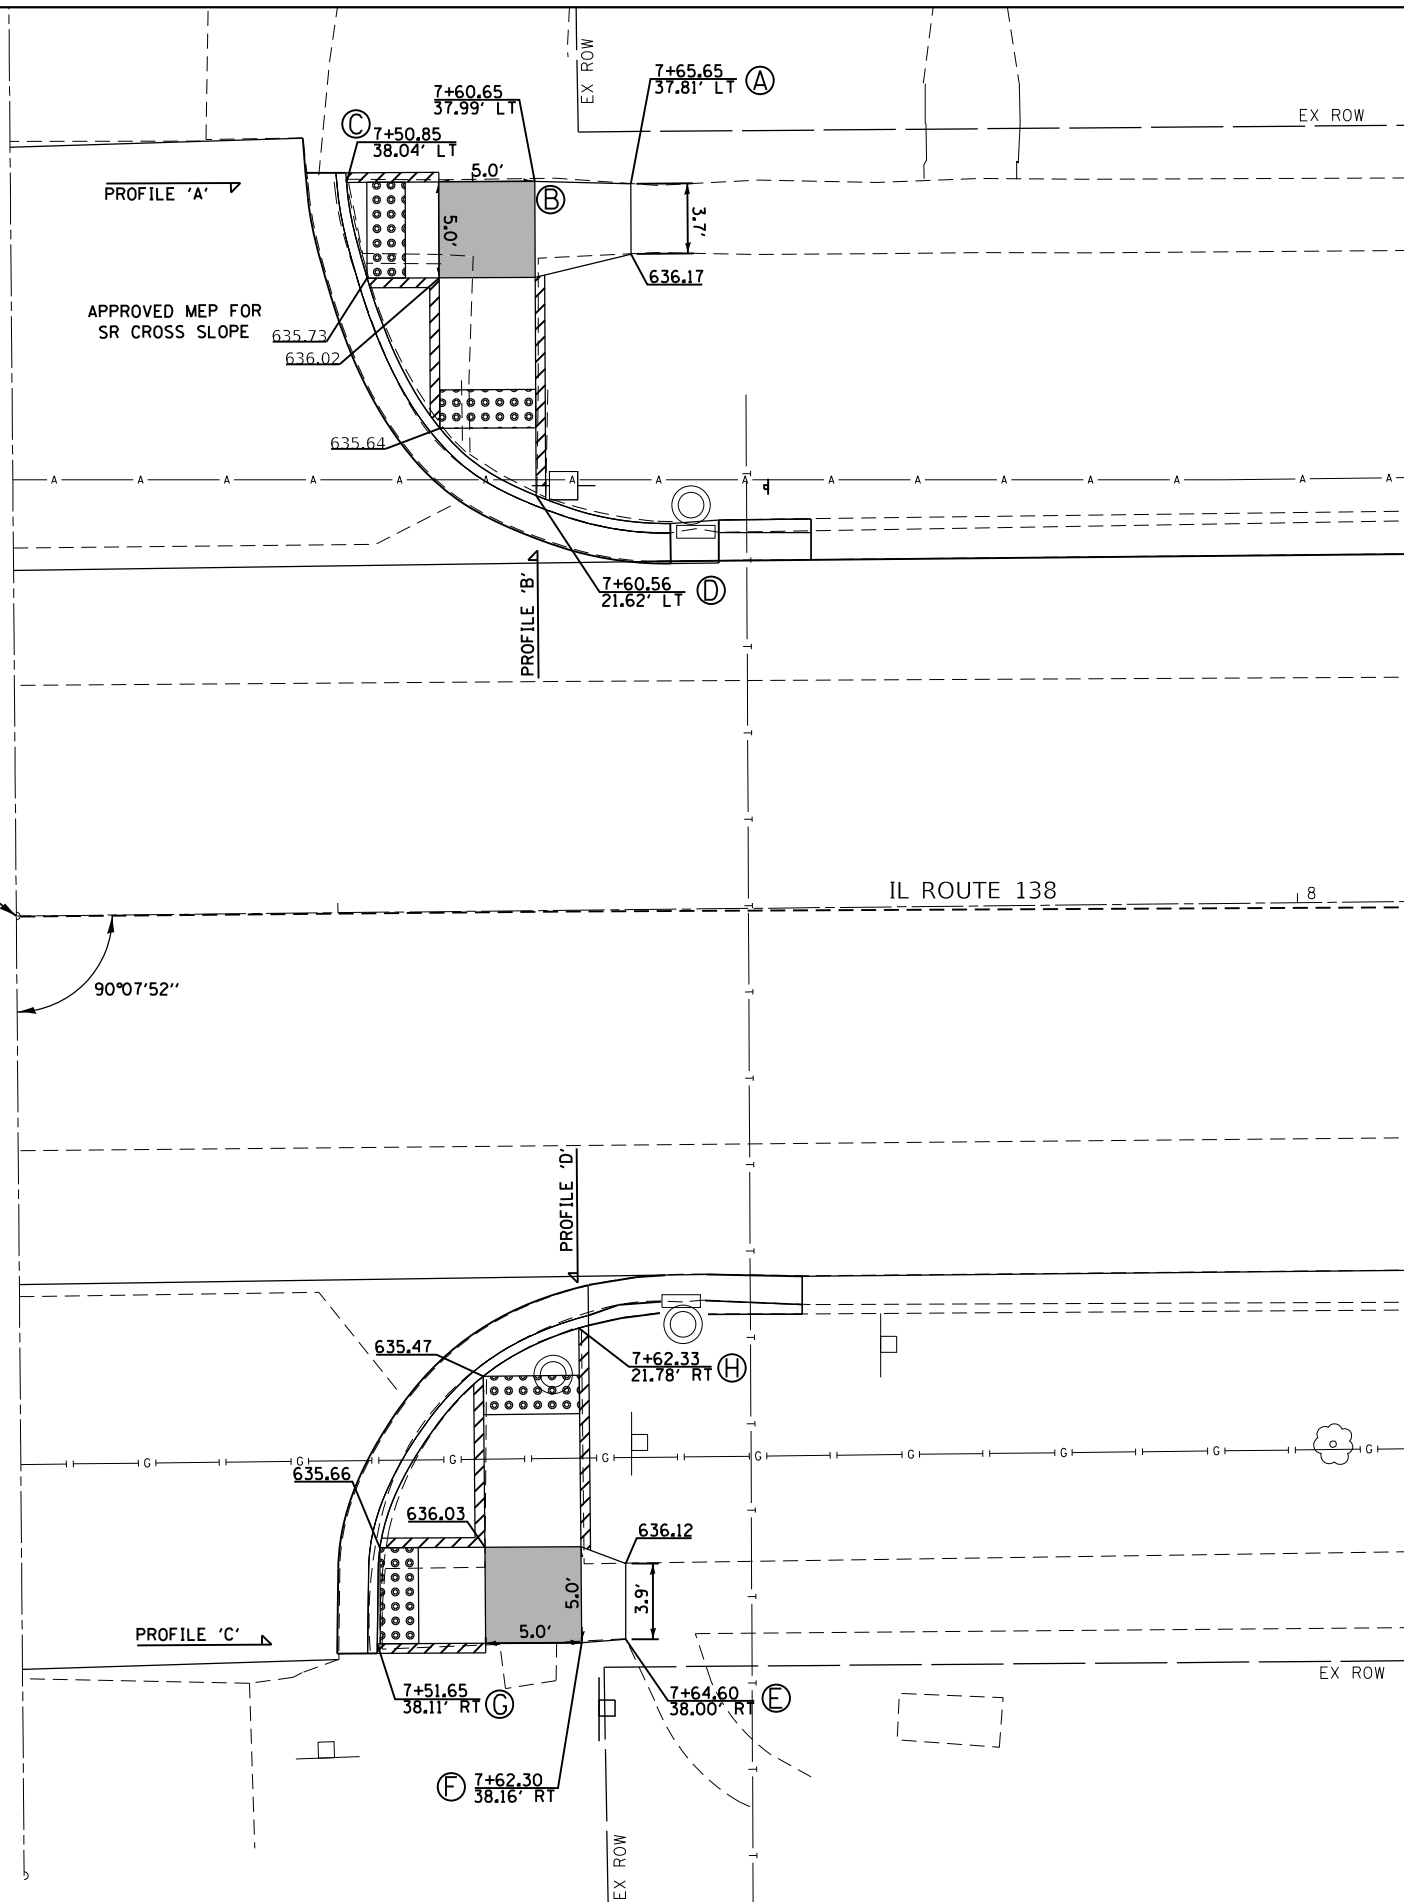 EX ROW
7+65.65
37.81' LT
A
7+60.65
37.99' LT
EX ROW
C
7+50.85
38.04' LT
5.0'
PROFILE 'A'
B
5.0'
3.7'
636.17
APPROVED MEP FOR
SR CROSS SLOPE
635.73
636.02
635.64
A A A A A A A A A A A A A A A A
PROFILE 'B'
7+60.56
21.62' LT
D
IL ROUTE 138
8
90°07'52''
PROFILE 'D'
635.47
7+62.33
21.78' RT
H
G G G G G G G G G
635.66
636.03
636.12
5.0'
3.9'
5.0'
PROFILE 'C'
EX ROW
7+51.65
38.11' RT
G
7+64.60
38.00' RT
E
F
7+62.30
38.16' RT
EX ROW